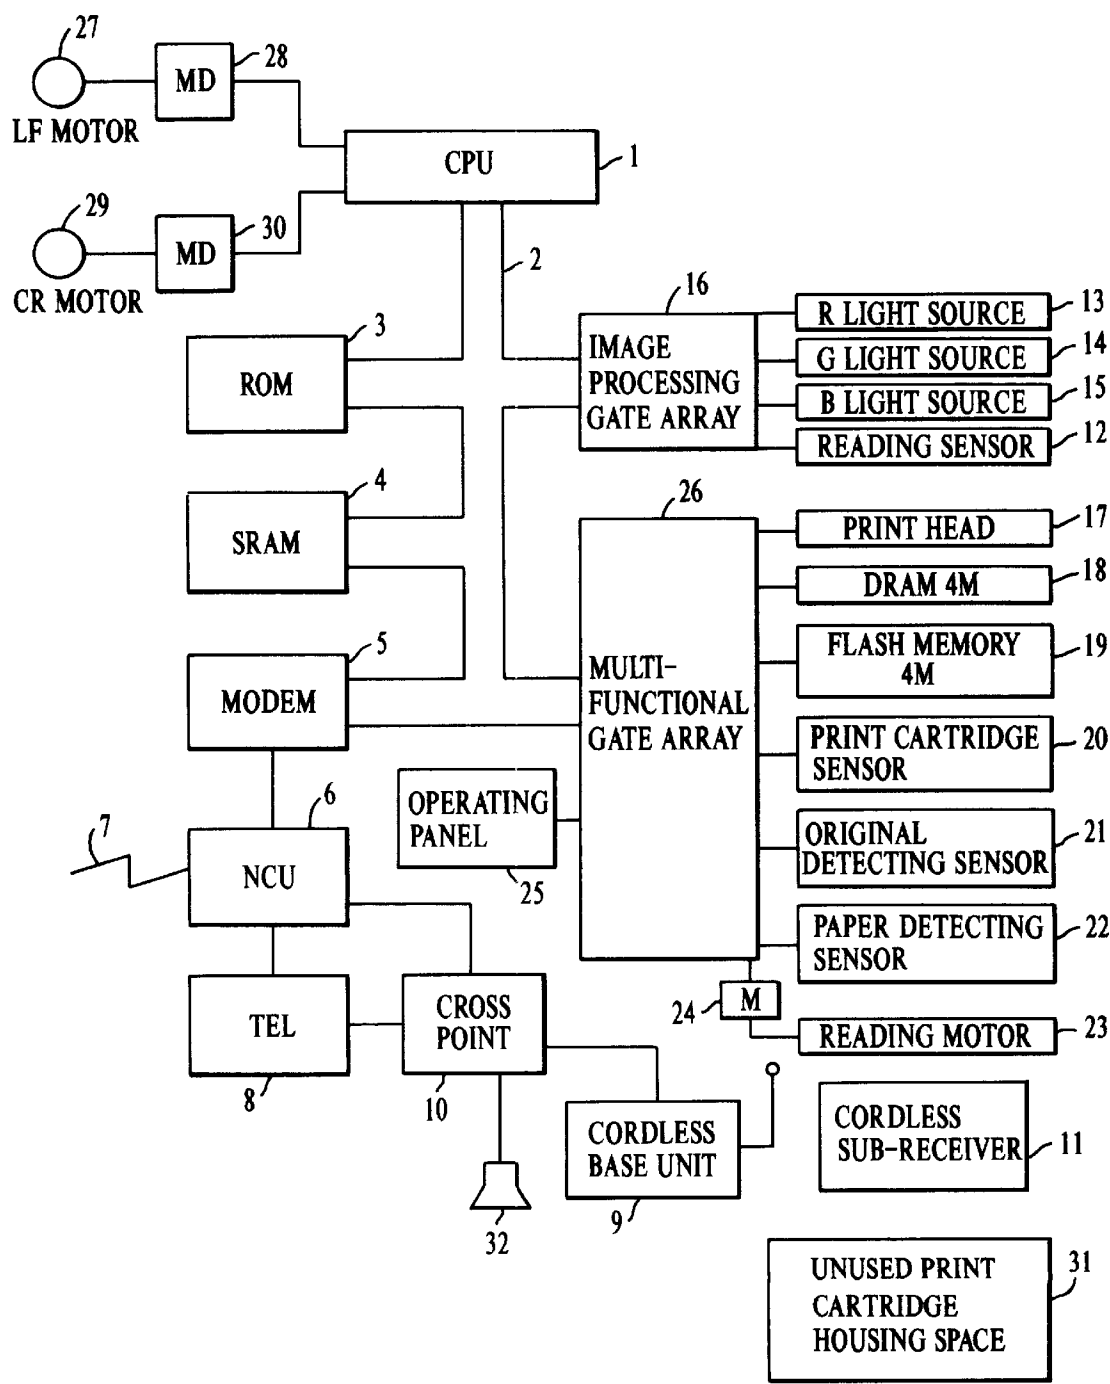 27
28
MD
LF MOTOR
CPU
1
29
30
MD
CR MOTOR
2
3
ROM
16
IMAGE
PROCESSING
GATE ARRAY
R LIGHT SOURCE
13
G LIGHT SOURCE
14
B LIGHT SOURCE
15
READING SENSOR
12
4
SRAM
26
MULTI-
FUNCTIONAL
GATE ARRAY
PRINT HEAD
17
DRAM 4M
18
FLASH MEMORY
4M
19
5
MODEM
PRINT CARTRIDGE
SENSOR
20
OPERATING
PANEL
25
ORIGINAL
DETECTING SENSOR
21
6
7
NCU
PAPER DETECTING
SENSOR
22
M
24
READING MOTOR
23
TEL
8
CROSS
POINT
10
CORDLESS
BASE UNIT
9
CORDLESS
SUB-RECEIVER
11
32
UNUSED PRINT
CARTRIDGE
HOUSING SPACE
31